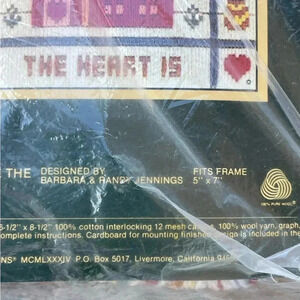 THE HEART IS
THE DESIGNED BY FITS FRAME
BARBARA & RANDY JENNINGS 5" x 7"
100% PURE WOOL
6-1/2" x 8-1/2" 100% cotton interlocking 12 mesh canvas, 100% wool yarn, graph,
complete instructions. Cardboard for mounting finished design is included in the
NS' MCMLXXXIV P.O. Box 5017, Livermore, California